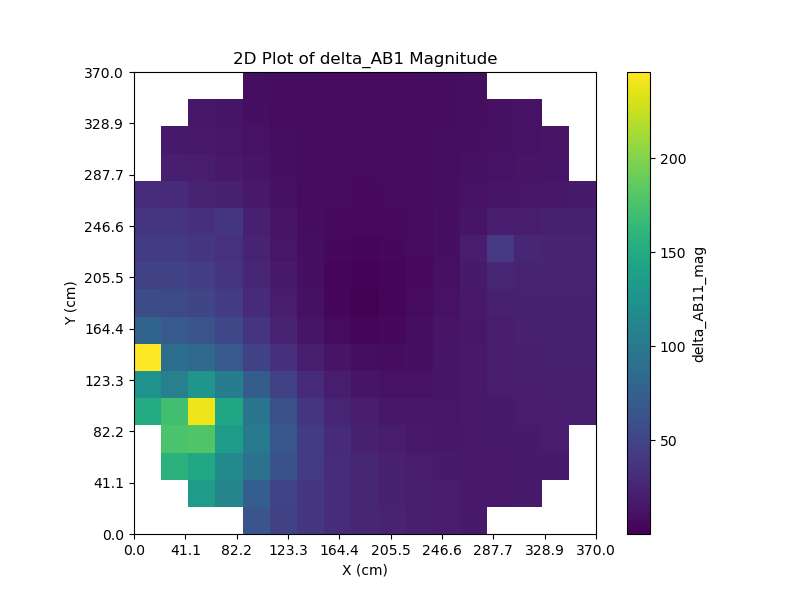 2D Plot of delta_AB1 Magnitude
370.0
328.9
287.7
246.6
205.5
164.4
123.3
82.2
41.1
0.0
Y (cm)
0.0 41.1 82.2 123.3 164.4 205.5 246.6 287.7 328.9 370.0
X (cm)
200
150
100
50
delta_AB11_mag